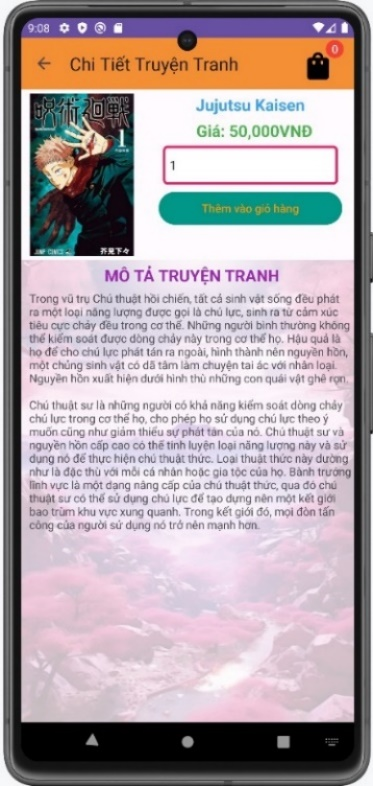 9:08
0
Chi Tiết Truyện Tranh
呪術廻戦
1
JUMP COMICS
芥見下々
Jujutsu Kaisen
Giá: 50,000VNĐ
1
Thêm vào giỏ hàng
MÔ TẢ TRUYỆN TRANH
Trong vũ trụ Chú thuật hồi chiến, tất cả sinh vật sống đều phát
ra một loại năng lượng được gọi là chú lực, sinh ra từ cảm xúc
tiêu cực chảy đều trong cơ thể. Những người bình thường không
thể kiểm soát được dòng chảy này trong cơ thể họ. Hậu quả là
họ để cho chú lực phát tán ra ngoài, hình thành nên nguyền hồn,
một chủng sinh vật có dã tâm làm chuyện tai ác với nhân loại.
Nguyền hồn xuất hiện dưới hình thù những con quái vật ghê rợn.
Chú thuật sư là những người có khả năng kiểm soát dòng chảy
chú lực trong cơ thể họ, cho phép họ sử dụng chú lực theo ý
muốn cũng như giảm thiểu sự phát tán của nó. Chú thuật sư và
nguyền hồn cấp cao có thể tinh luyện loại năng lượng này và sử
dụng nó để thực hiện chú thuật thức. Loại thuật thức này dường
như là đặc thù với mỗi cá nhân hoặc gia tộc của họ. Bành trướng
lĩnh vực là một dạng nâng cấp của chú thuật thức, qua đó chú
thuật sư có thể sử dụng chú lực để tạo dựng nên một kết giới
bao trùm khu vực xung quanh. Trong kết giới đó, mọi đòn tấn
công của người sử dụng nó trở nên mạnh hơn.